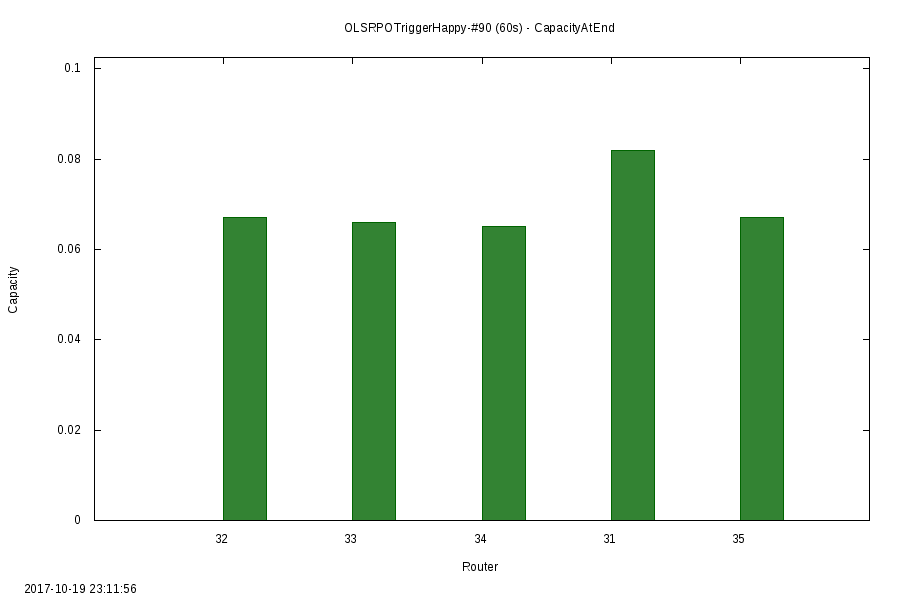 OLSRPOTriggerHappy-#90 (60s) - CapacityAtEnd
0.1
0.08
0.06
0.04
0.02
0
Capacity
32 33 34 31 35
Router
2017-10-19 23:11:56